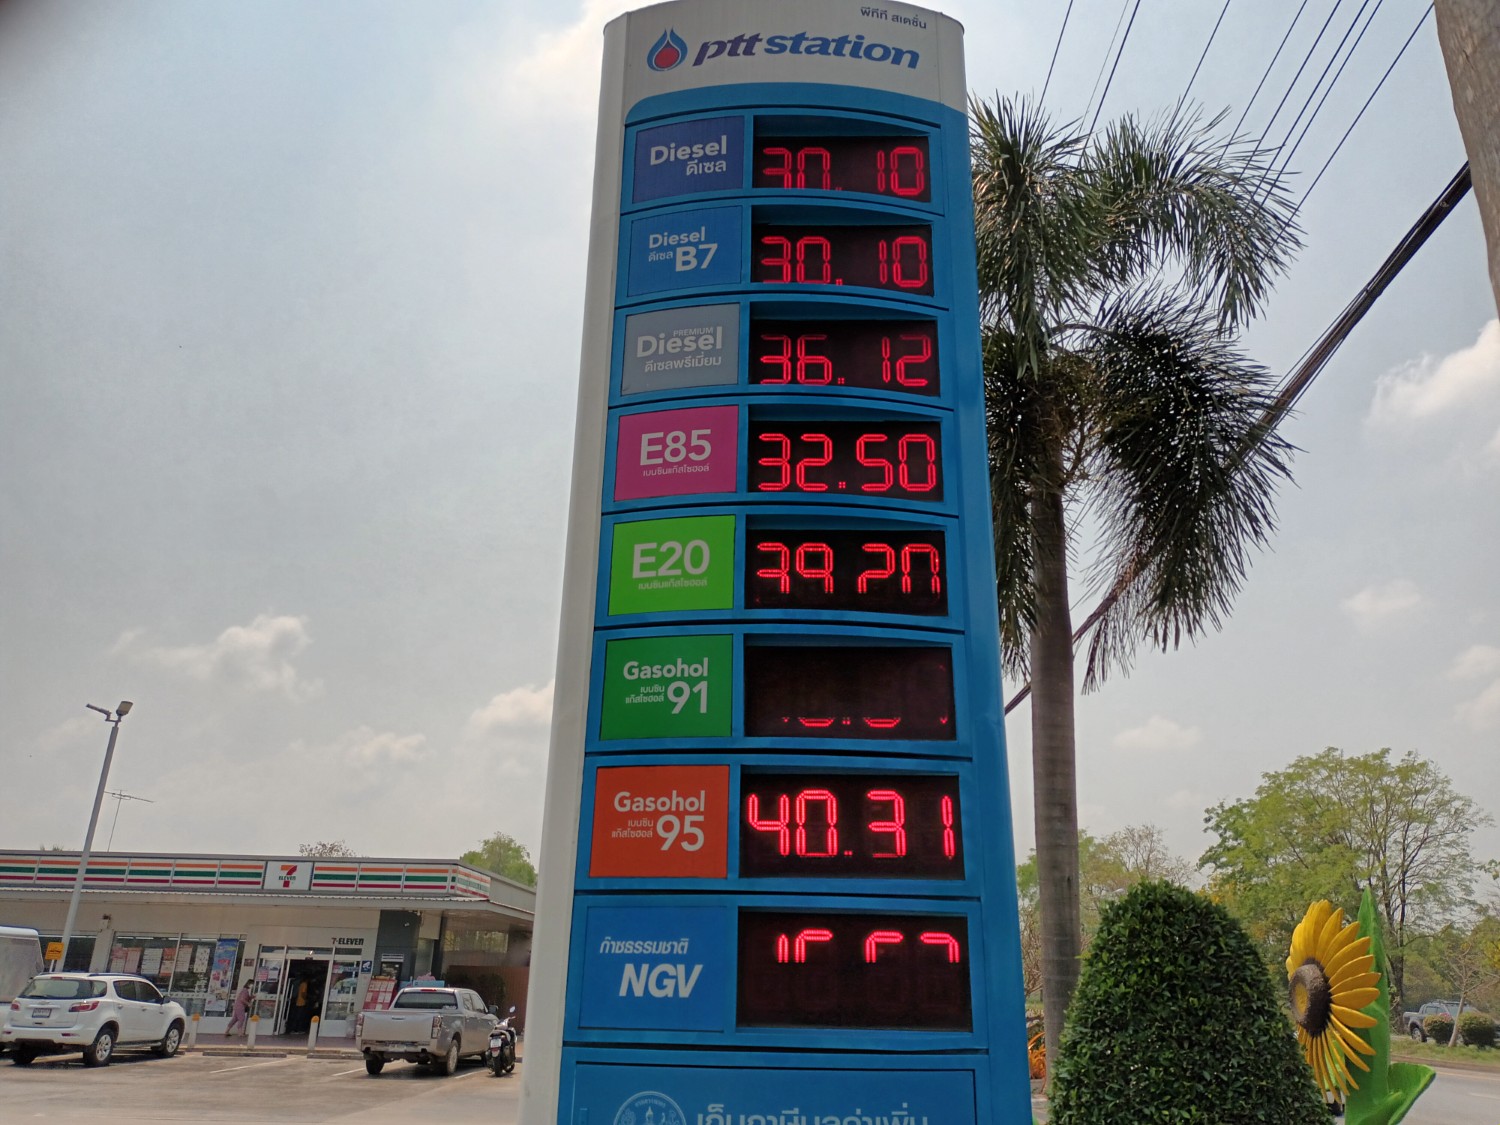 พีทีที สเตชั่น
ptt station
Diesel
ดีเซล
30.10
Diesel
ดีเซล B7
30.10
PREMIUM
Diesel
ดีเซลพรีเมี่ยม
36.12
E85
เบนซินแก๊สโซฮอล์
32.50
E20
เบนซินแก๊สโซฮอล์
Gasohol
เบนซิน
แก๊สโซฮอล์ 91
Gasohol
เบนซิน
แก๊สโซฮอล์ 95
40.31
ก๊าซธรรมชาติ
NGV
7-ELEVEn
7
ELEVEn